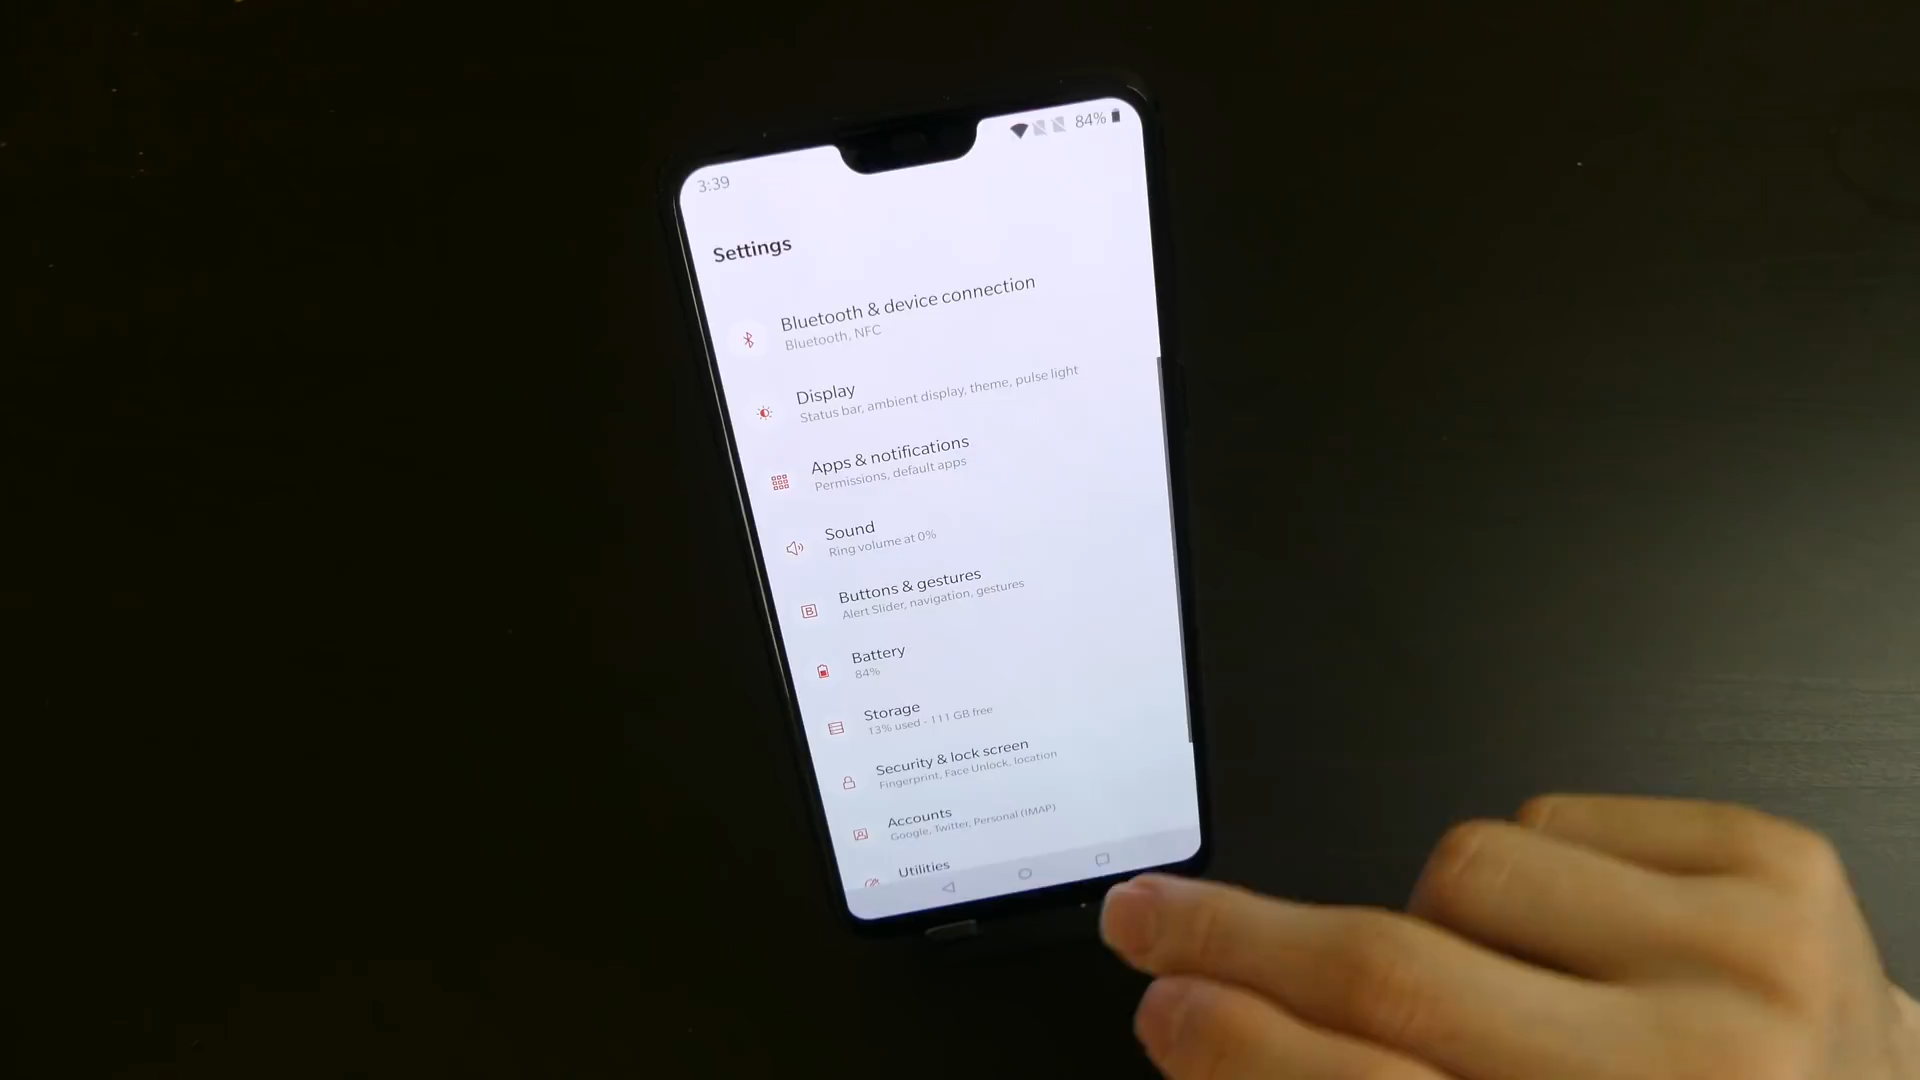 3:39
84%
Settings
Bluetooth & device connection
Bluetooth, NFC
Display
Status bar, ambient display, theme, pulse light
Apps & notifications
Permissions, default apps
Sound
Ring volume at 0%
Buttons & gestures
Alert Slider, navigation, gestures
Battery
84%
Storage
13% used - 111 GB free
Security & lock screen
Fingerprint, Face Unlock, location
Accounts
Google, Twitter, Personal (IMAP)
Utilities